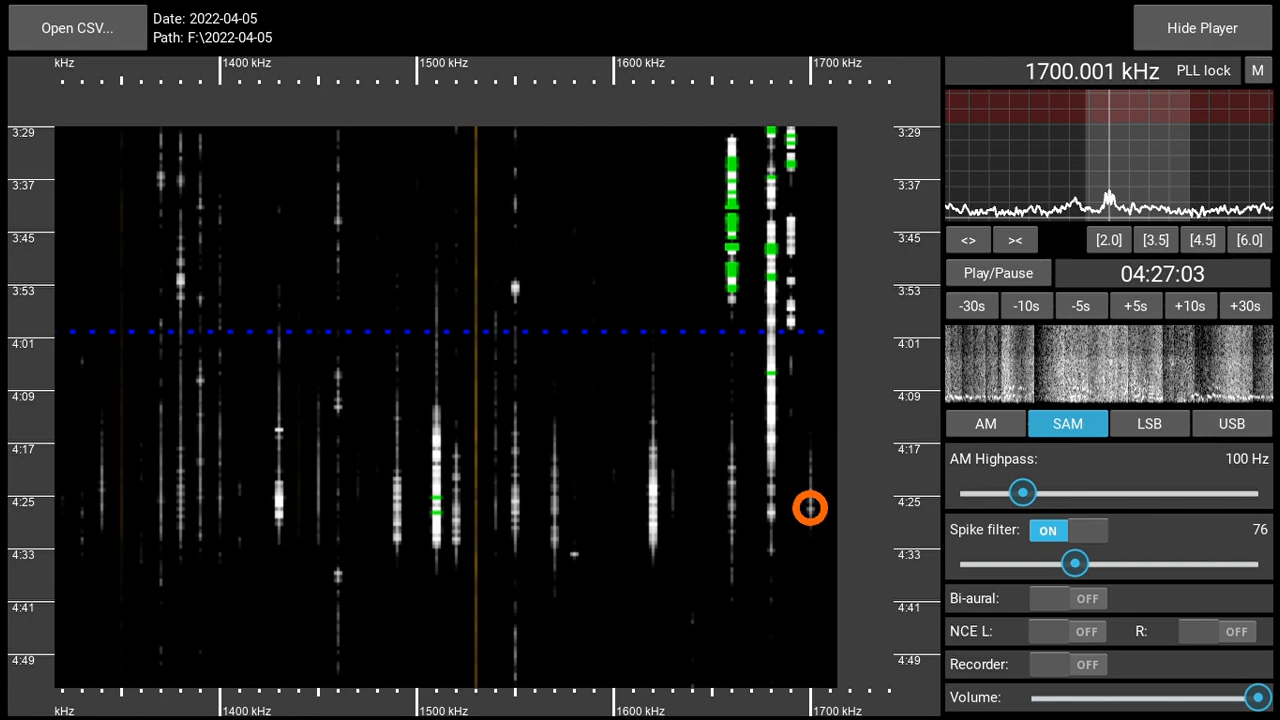 Open CSV...
Date: 2022-04-05
Path: F:\2022-04-05
Hide Player
kHz 1400 kHz 1500 kHz 1600 kHz 1700 kHz
1700.001 kHz PLL lock M
3:29 3:29
3:37 3:37
3:45 3:45
3:53 3:53
4:01 4:01
4:09 4:09
4:17 4:17
4:25 4:25
4:33 4:33
4:41 4:41
4:49 4:49
kHz 1400 kHz 1500 kHz 1600 kHz 1700 kHz
<> >< [2.0] [3.5] [4.5] [6.0]
Play/Pause 04:27:03
-30s -10s -5s +5s +10s +30s
AM SAM LSB USB
AM Highpass: 100 Hz
Spike filter: ON 76
Bi-aural: OFF
NCE L: OFF R: OFF
Recorder: OFF
Volume: